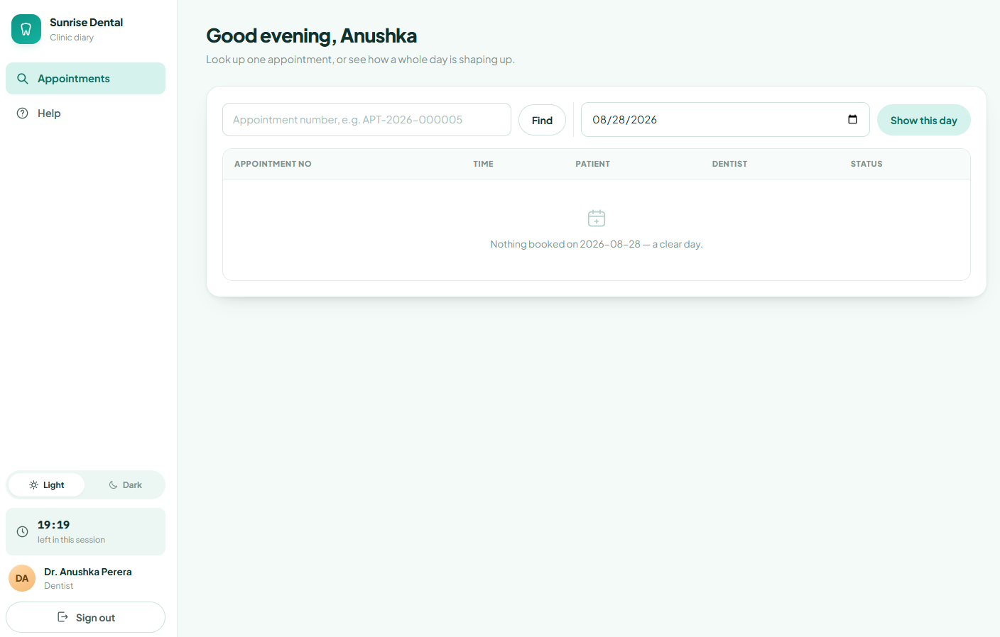 Sunrise Dental
Clinic diary
Appointments
Help
Good evening, Anushka
Look up one appointment, or see how a whole day is shaping up.
Appointment number, e.g. APT-2026-000005
Find
08/28/2026
Show this day
APPOINTMENT NO TIME PATIENT DENTIST STATUS
Nothing booked on 2026-08-28 — a clear day.
Light
Dark
19:19
left in this session
DA
Dr. Anushka Perera
Dentist
Sign out